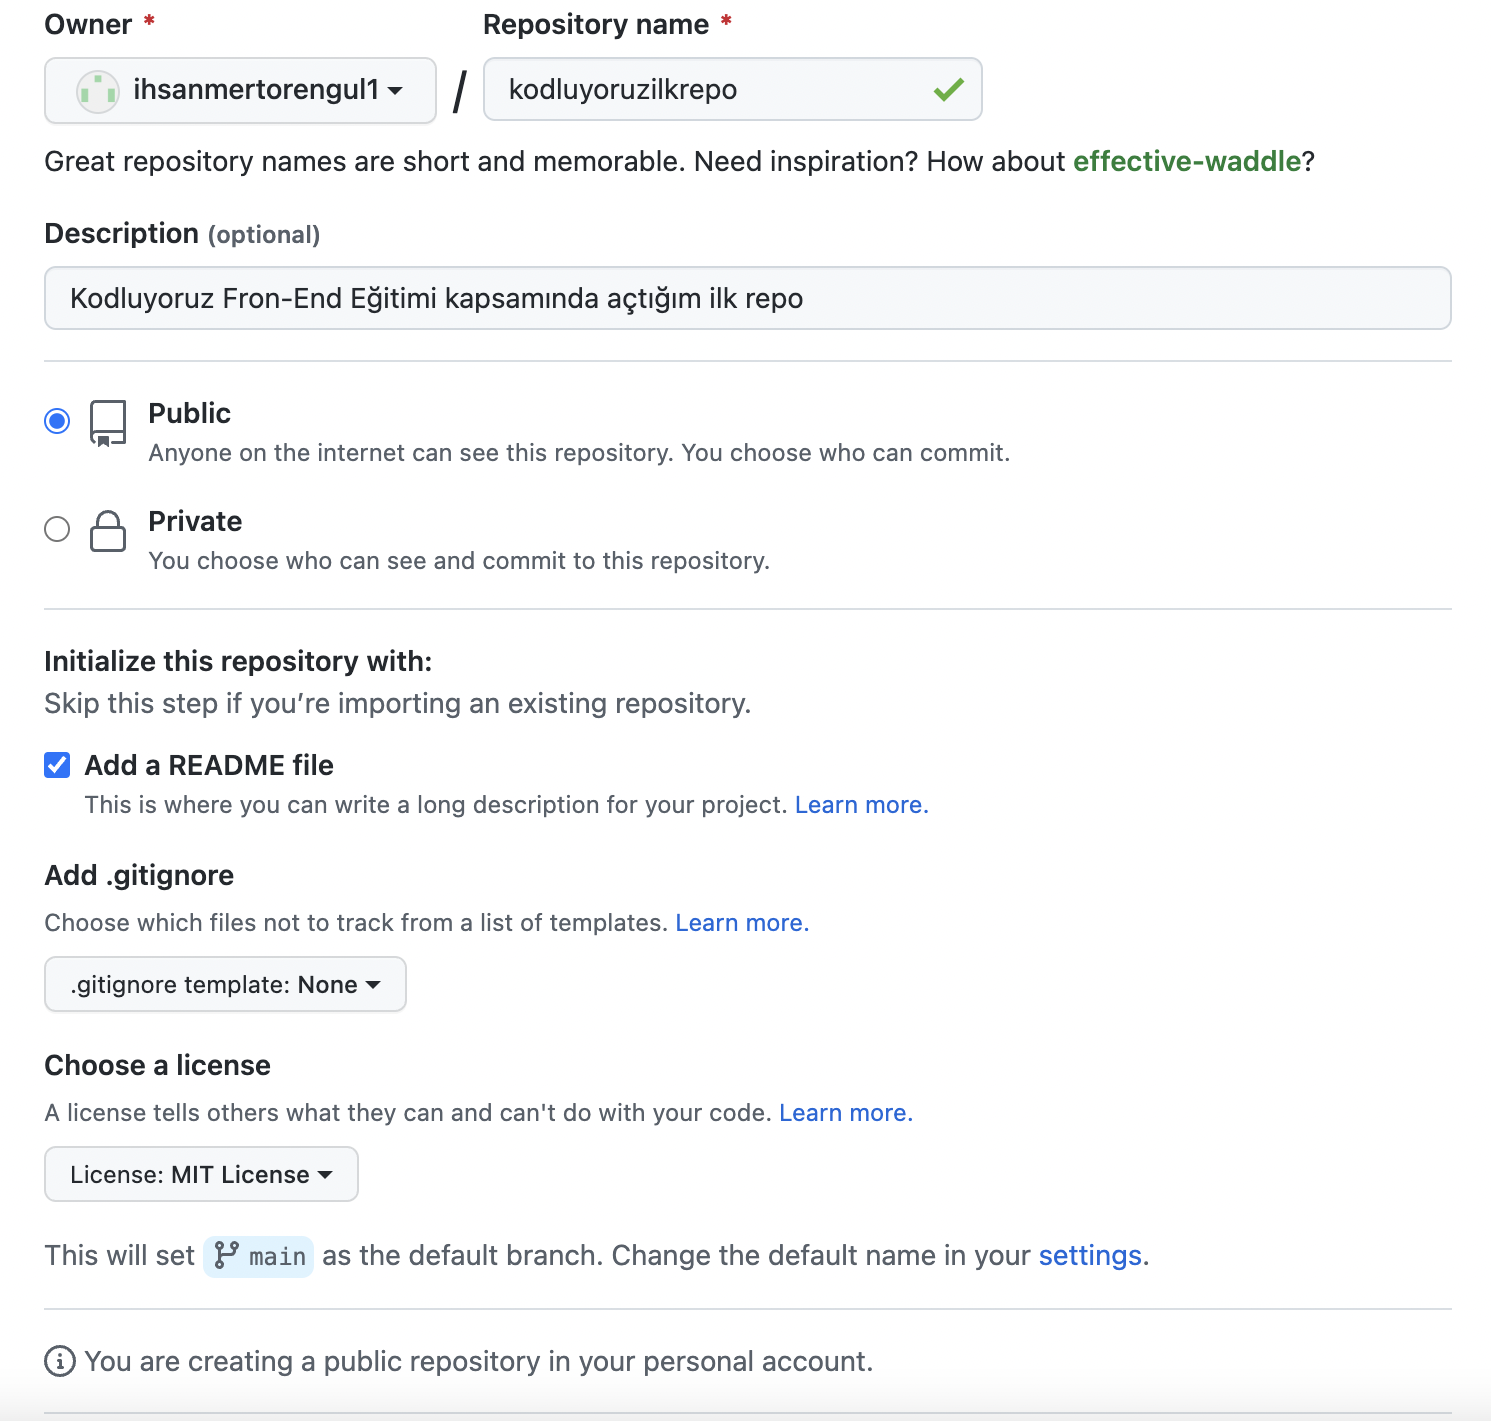 Owner * Repository name *
ihsanmertorengul1 / kodluyoruzilkrepo
Great repository names are short and memorable. Need inspiration? How about effective-waddle?
Description (optional)
Kodluyoruz Fron-End Eğitimi kapsamında açtığım ilk repo
Public
Anyone on the internet can see this repository. You choose who can commit.
Private
You choose who can see and commit to this repository.
Initialize this repository with:
Skip this step if you’re importing an existing repository.
Add a README file
This is where you can write a long description for your project. Learn more.
Add .gitignore
Choose which files not to track from a list of templates. Learn more.
.gitignore template: None
Choose a license
A license tells others what they can and can't do with your code. Learn more.
License: MIT License
This will set main as the default branch. Change the default name in your settings.
You are creating a public repository in your personal account.